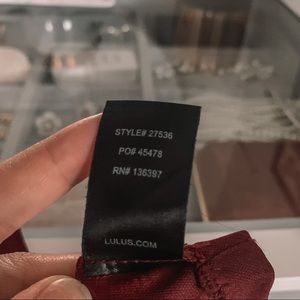 STYLE# 27536
PO# 45478
RN# 136397
LULUS.COM